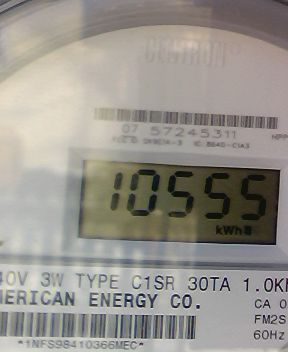 CENTRON®
07 57245311
10555
kWh
40V 3W TYPE C1SR 30TA 1.0K
MERICAN ENERGY CO.
CA 0
FM2S
60Hz
*1NFS98410366MEC*